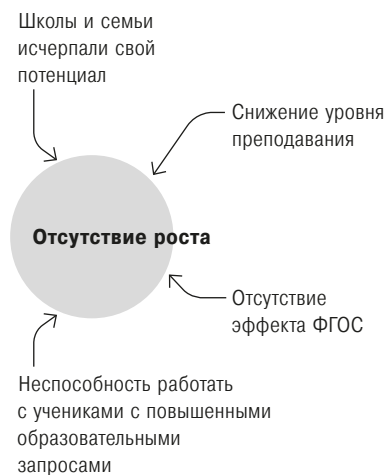 Школы и семьи
исчерпали свой
потенциал
Снижение уровня
преподавания
Отсутствие роста
Отсутствие
эффекта ФГОС
Неспособность работать
с учениками с повышенными
образовательными
запросами